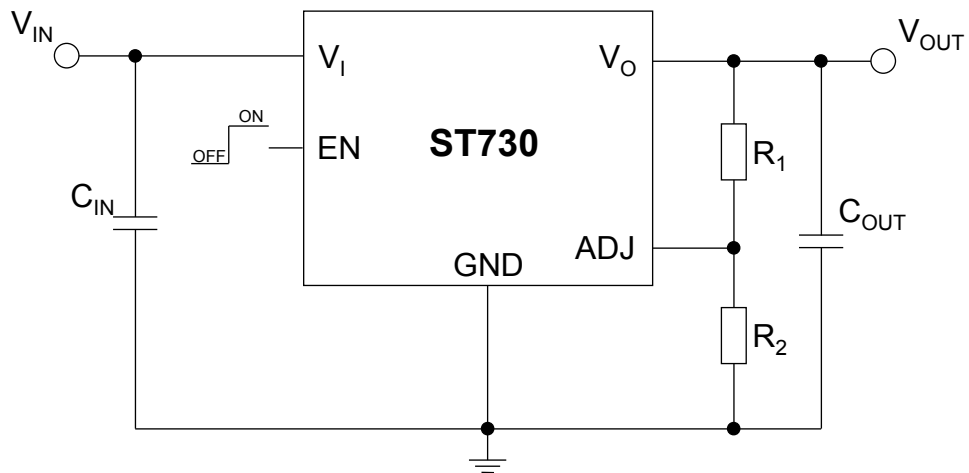 VIN
VOUT
VI
VO
ON
OFF
EN
ST730
R1
CIN
COUT
ADJ
GND
R2